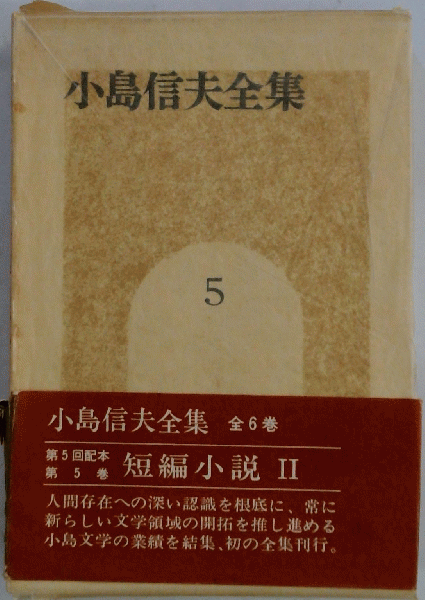 小島信夫全集
5
小島信夫全集 全6巻
第5回配本
第5巻
短編小説 II
人間存在への深い認識を根底に、常に
新らしい文学領域の開拓を推し進める
小島文学の業績を結集、初の全集刊行。